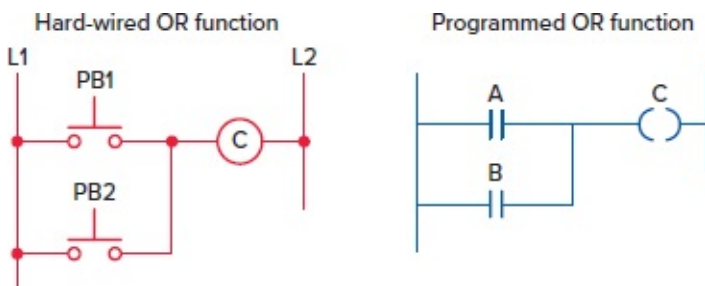 Hard-wired OR function
L1
L2
PB1
C
PB2
Programmed OR function
A
C
B